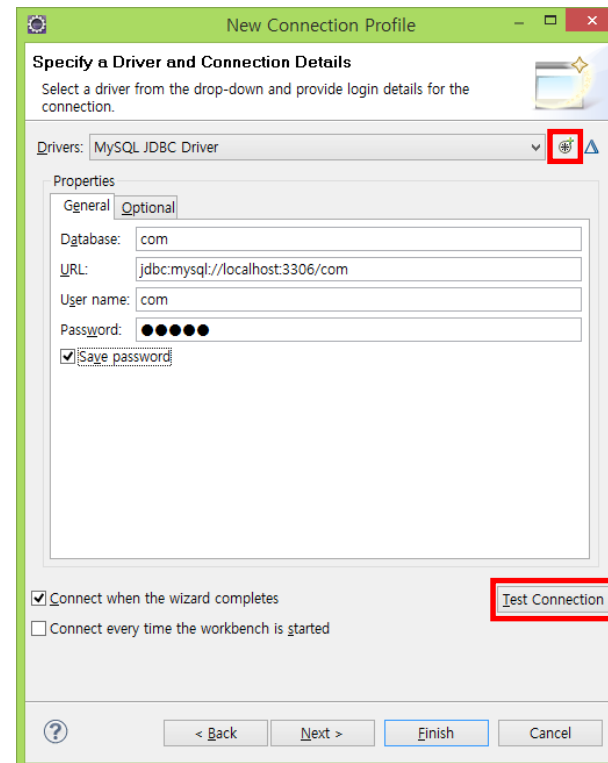 New Connection Profile
Specify a Driver and Connection Details
Select a driver from the drop-down and provide login details for the
connection.
Drivers: MySQL JDBC Driver
Properties
General Optional
Database: com
URL: jdbc:mysql://localhost:3306/com
User name: com
Password: ●●●●●
Save password
Connect when the wizard completes
Test Connection
Connect every time the workbench is started
? < Back Next > Finish Cancel